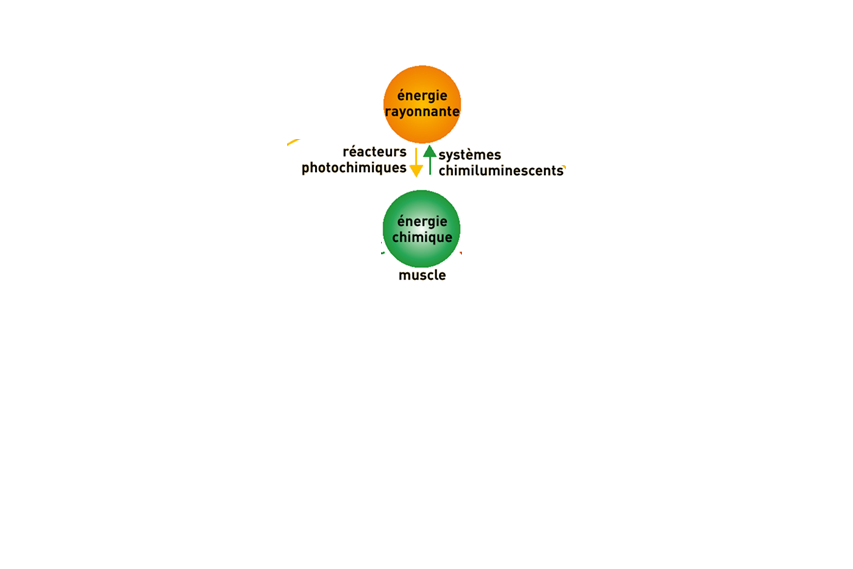 énergie
rayonnante
réacteurs
photochimiques
systèmes
chimiluminescents
énergie
chimique
muscle